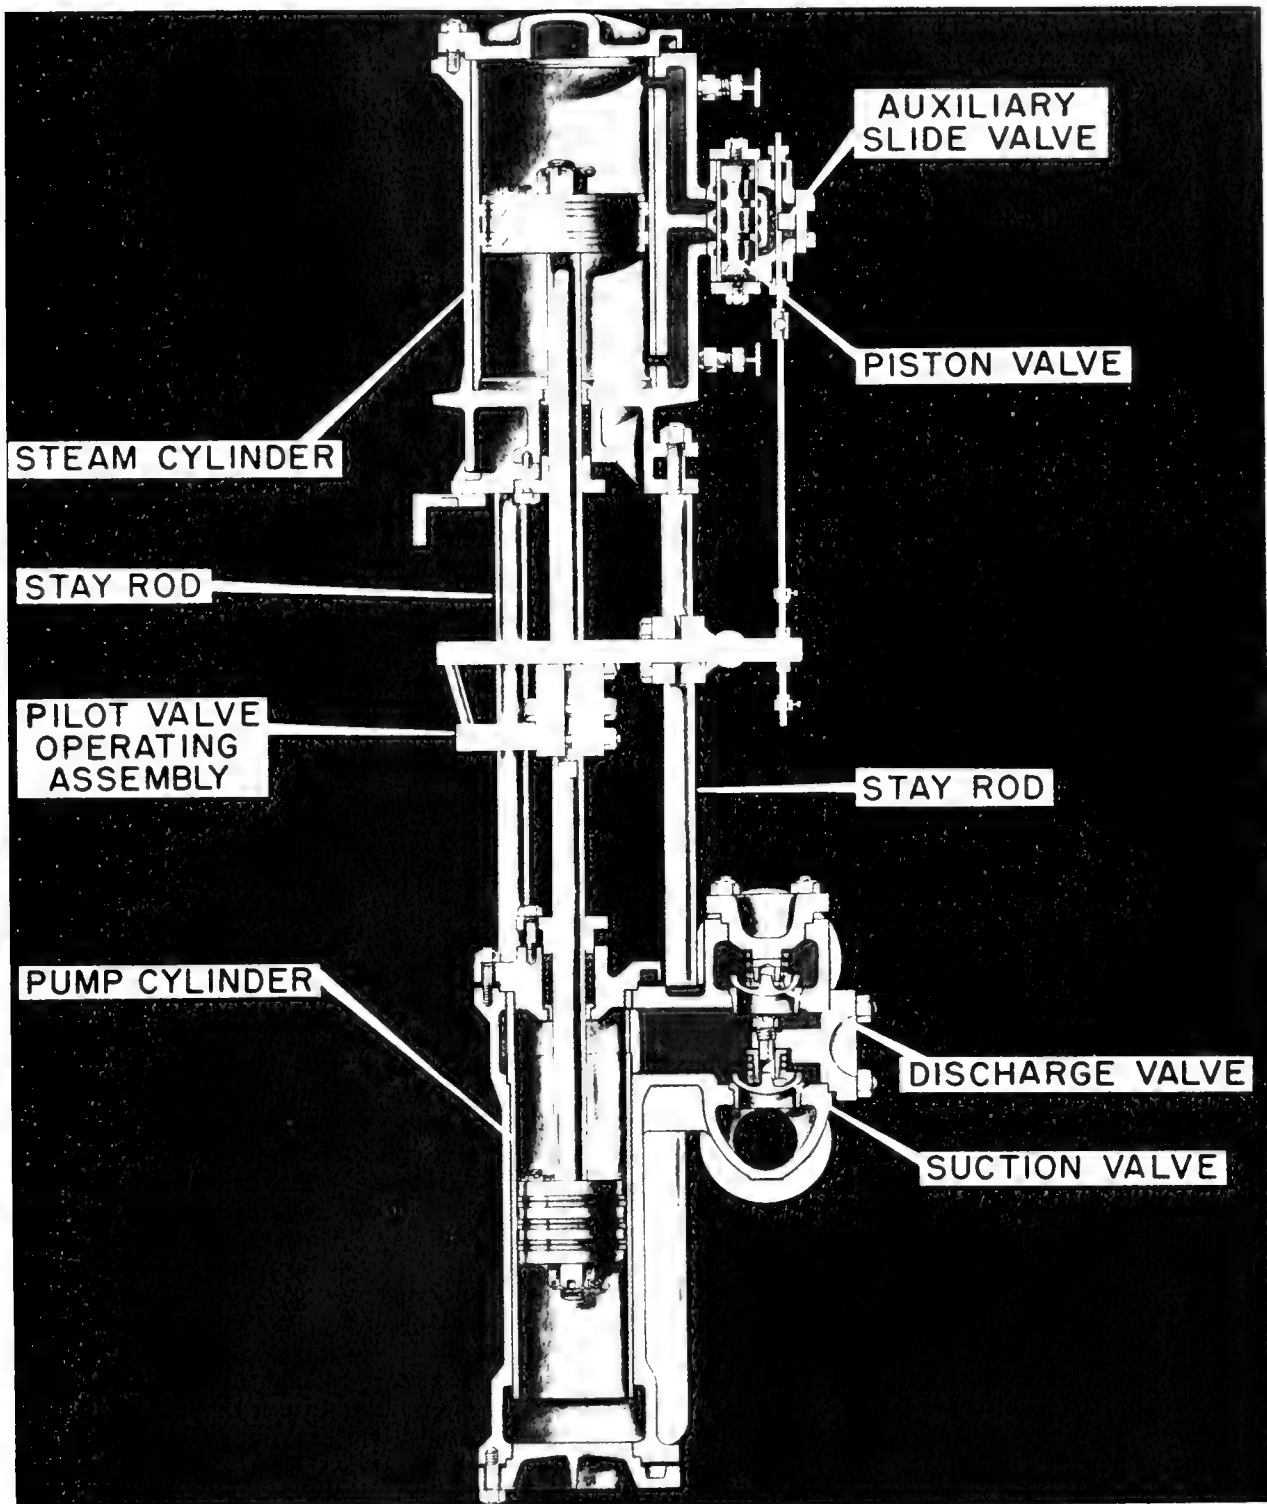 AUXILIARY
SLIDE VALVE
PISTON VALVE
STEAM CYLINDER
STAY ROD
PILOT VALVE
OPERATING
ASSEMBLY
STAY ROD
PUMP CYLINDER
DISCHARGE VALVE
SUCTION VALVE